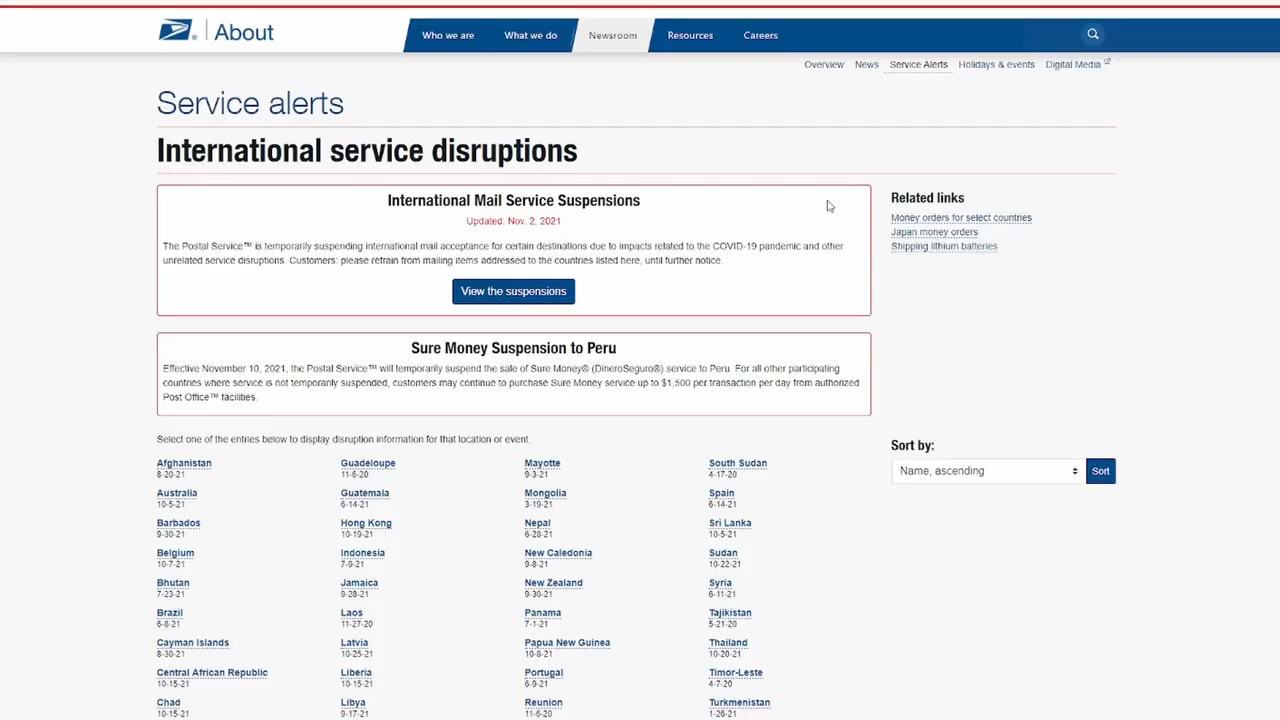 About
Who we are
What we do
Newsroom
Resources
Careers
Overview
News
Service Alerts
Holidays & events
Digital Media
Service alerts
International service disruptions
International Mail Service Suspensions
Updated: Nov. 2, 2021
The Postal Service™ is temporarily suspending international mail acceptance for certain destinations due to impacts related to the COVID-19 pandemic and other
unrelated service disruptions. Customers: please refrain from mailing items addressed to the countries listed here, until further notice.
View the suspensions
Related links
Money orders for select countries
Japan money orders
Shipping lithium batteries
Sure Money Suspension to Peru
Effective November 10, 2021, the Postal Service™ will temporarily suspend the sale of Sure Money® (DineroSeguro®) service to Peru. For all other participating
countries where service is not temporarily suspended, customers may continue to purchase Sure Money service up to $1,500 per transaction per day from authorized
Post Office™ facilities.
Select one of the entries below to display disruption information for that location or event.
Sort by:
Name, ascending
Sort
Afghanistan
8-20-21
Australia
10-5-21
Barbados
9-30-21
Belgium
10-7-21
Bhutan
7-23-21
Brazil
6-8-21
Cayman Islands
8-30-21
Central African Republic
10-15-21
Chad
10-15-21
Guadeloupe
11-6-20
Guatemala
6-14-21
Hong Kong
10-19-21
Indonesia
7-9-21
Jamaica
9-28-21
Laos
11-27-20
Latvia
10-25-21
Liberia
10-15-21
Libya
9-17-21
Mayotte
9-3-21
Mongolia
3-19-21
Nepal
6-28-21
New Caledonia
9-8-21
New Zealand
9-30-21
Panama
7-1-21
Papua New Guinea
10-8-21
Portugal
6-9-21
Reunion
11-6-20
South Sudan
4-17-20
Spain
6-14-21
Sri Lanka
10-5-21
Sudan
10-22-21
Syria
6-11-21
Tajikistan
5-21-20
Thailand
10-20-21
Timor-Leste
4-7-20
Turkmenistan
1-26-21